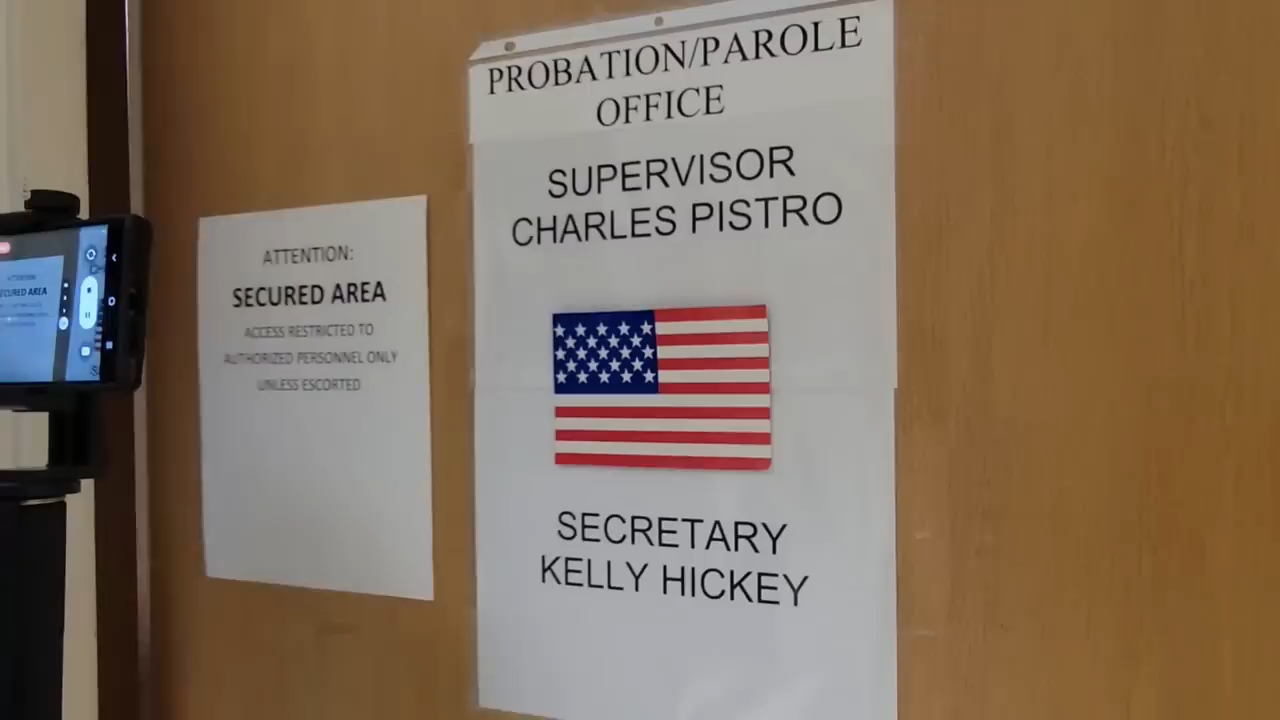 ATTENTION:
SECURED AREA
ACCESS RESTRICTED TO
AUTHORIZED PERSONNEL ONLY
UNLESS ESCORTED
PROBATION/PAROLE
OFFICE
SUPERVISOR
CHARLES PISTRO
SECRETARY
KELLY HICKEY